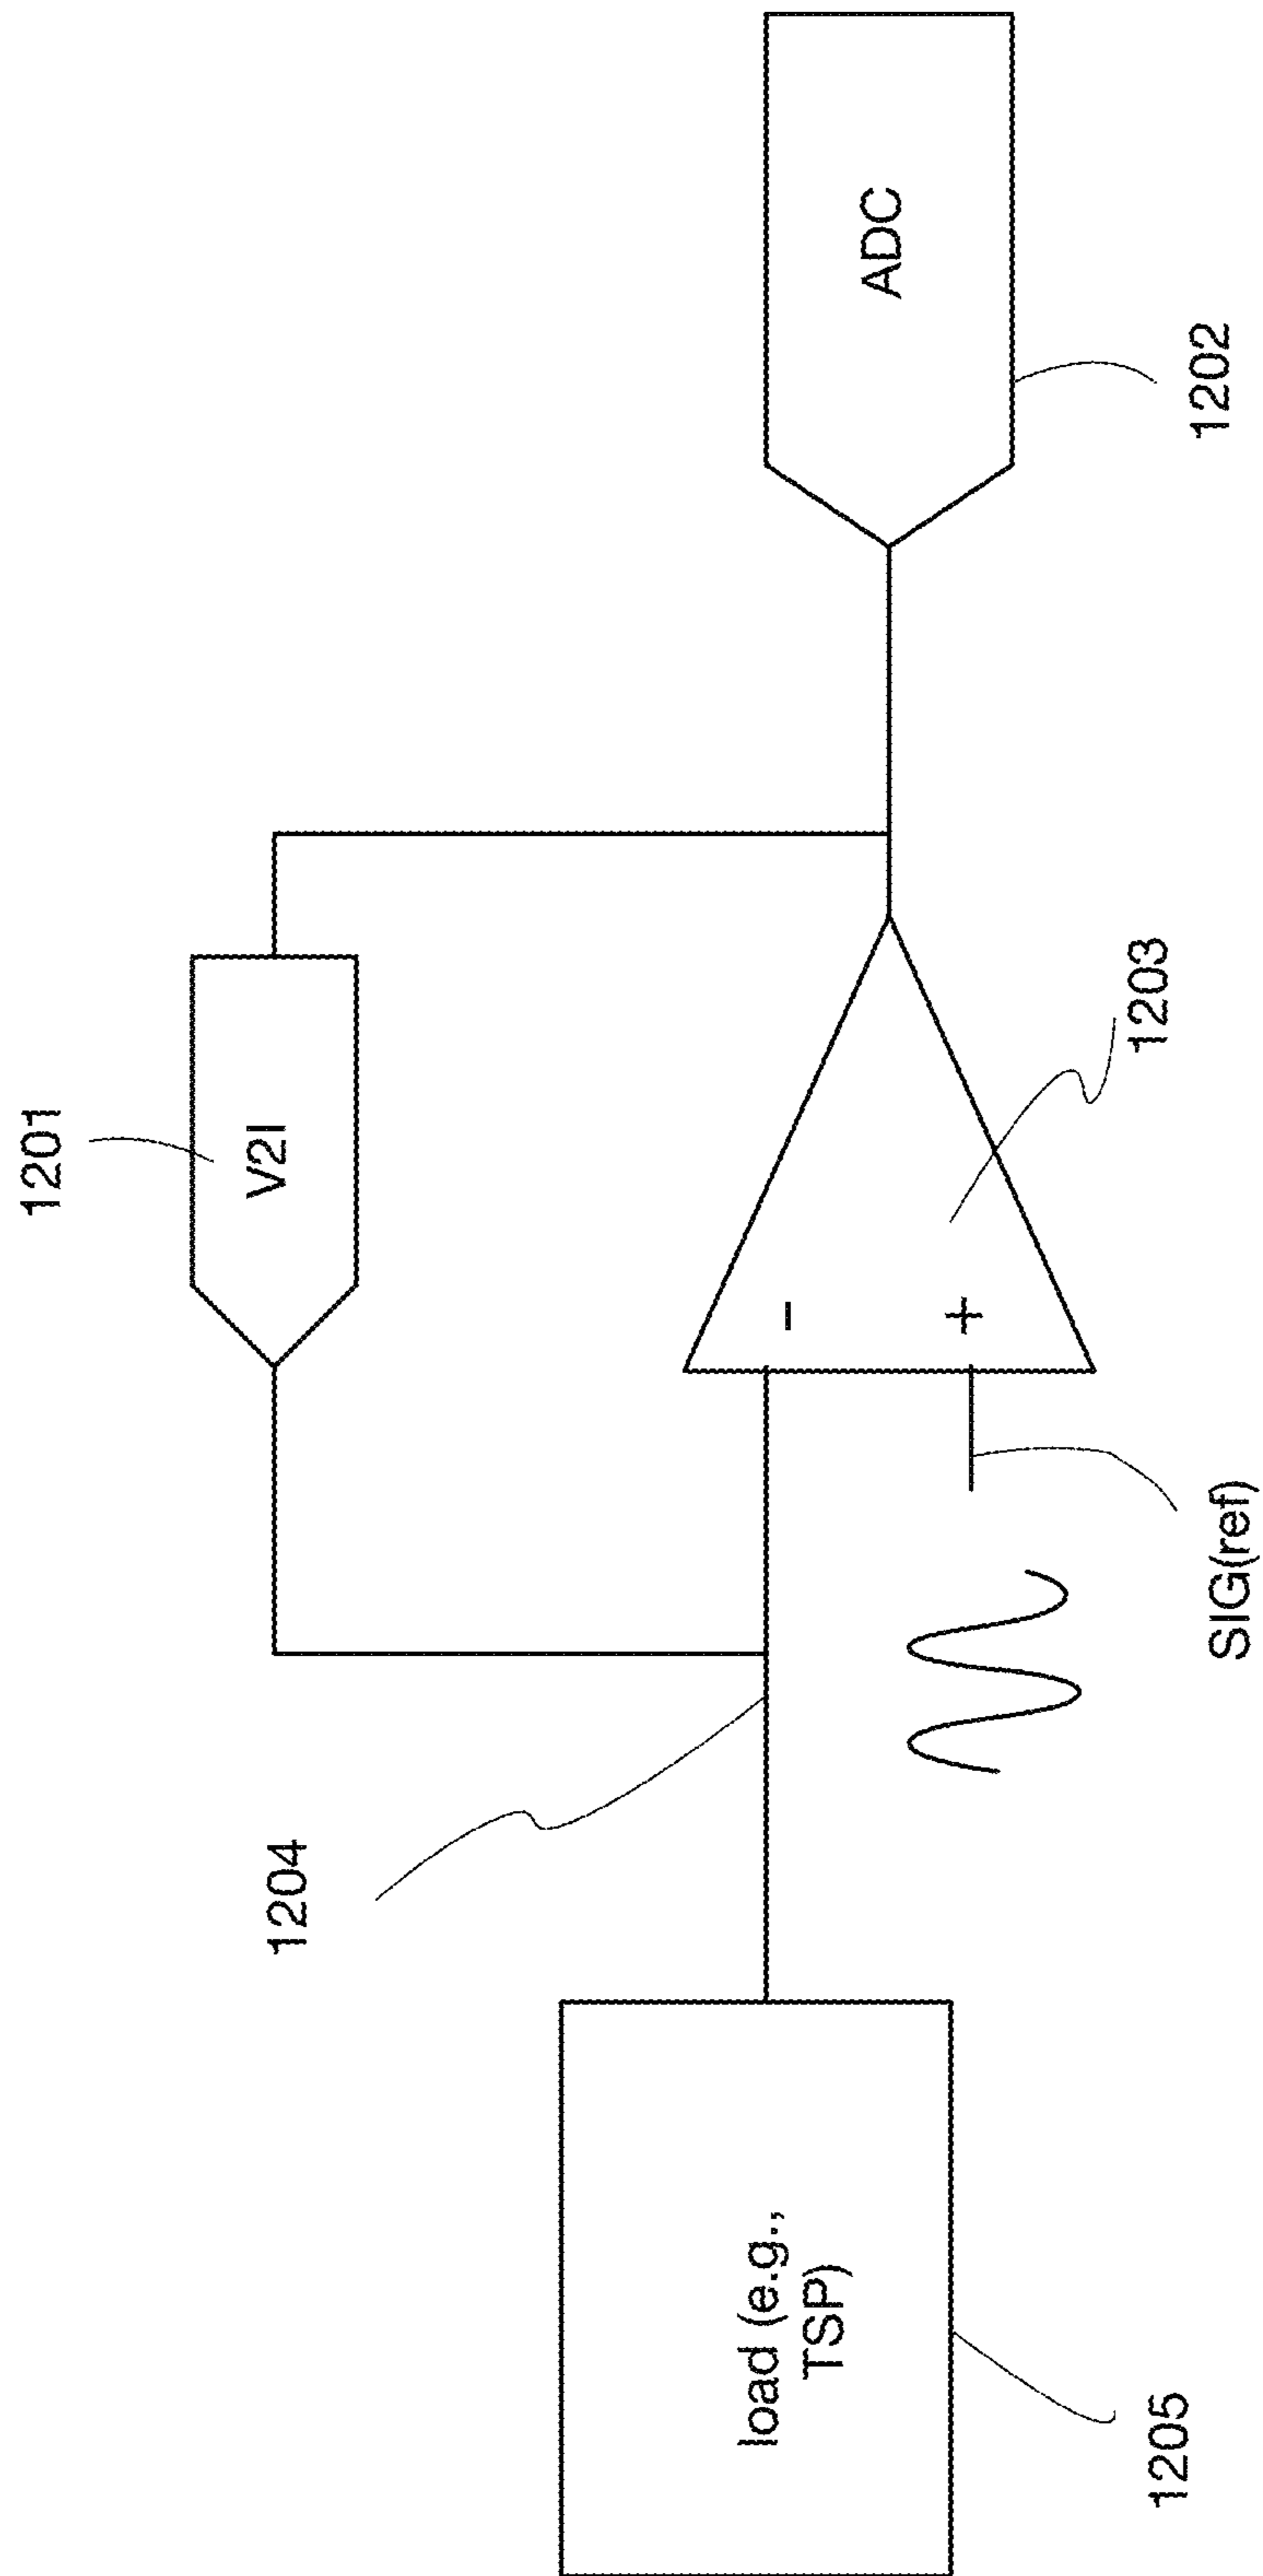 1201
V2I
ADC
1202
1203
-
+
SIG(ref)
1204
load (e.g.,
TSP)
1205